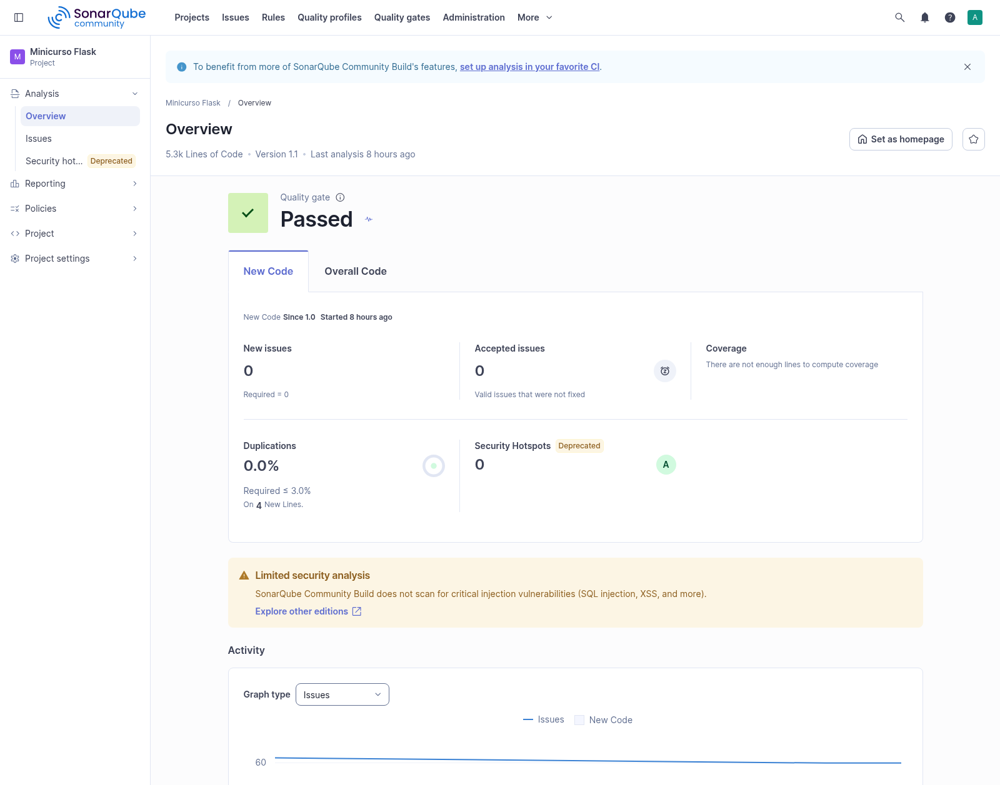 SonarQube community
Projects Issues Rules Quality profiles Quality gates Administration More
A
M
Minicurso Flask
Project
Analysis
Overview
Issues
Security hot... Deprecated
Reporting
Policies
Project
Project settings
To benefit from more of SonarQube Community Build's features, set up analysis in your favorite CI.
Minicurso Flask / Overview
Overview
5.3k Lines of Code • Version 1.1 • Last analysis 8 hours ago
Set as homepage
Quality gate
Passed
New Code Overall Code
New Code Since 1.0 Started 8 hours ago
New issues
0
Required = 0
Accepted issues
0
Valid issues that were not fixed
Coverage
There are not enough lines to compute coverage
Duplications
0.0%
Required ≤ 3.0%
On 4 New Lines.
Security Hotspots Deprecated
0
A
Limited security analysis
SonarQube Community Build does not scan for critical injection vulnerabilities (SQL injection, XSS, and more).
Explore other editions
Activity
Graph type Issues
Issues New Code
60